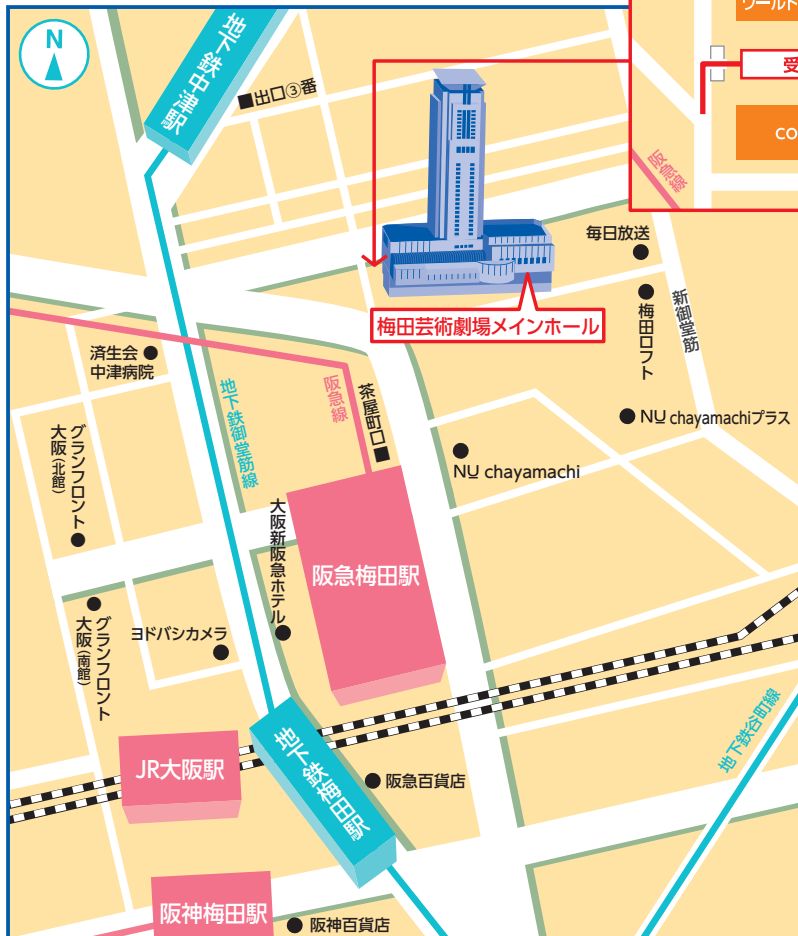 N
地下鉄中津駅
■出口③番
ワールド
受
CO
阪急線
毎日放送
梅田ロフト
新御堂筋
梅田芸術劇場メインホール
済生会
中津病院
地下鉄御堂筋線
阪急線
茶屋町口
NU chayamachiプラス
NU chayamachi
グランフロント
大阪(北館)
大阪新阪急ホテル
阪急梅田駅
グランフロント
大阪(南館)
ヨドバシカメラ
地下鉄谷町線
JR大阪駅
地下鉄梅田駅
阪急百貨店
阪神梅田駅
阪神百貨店